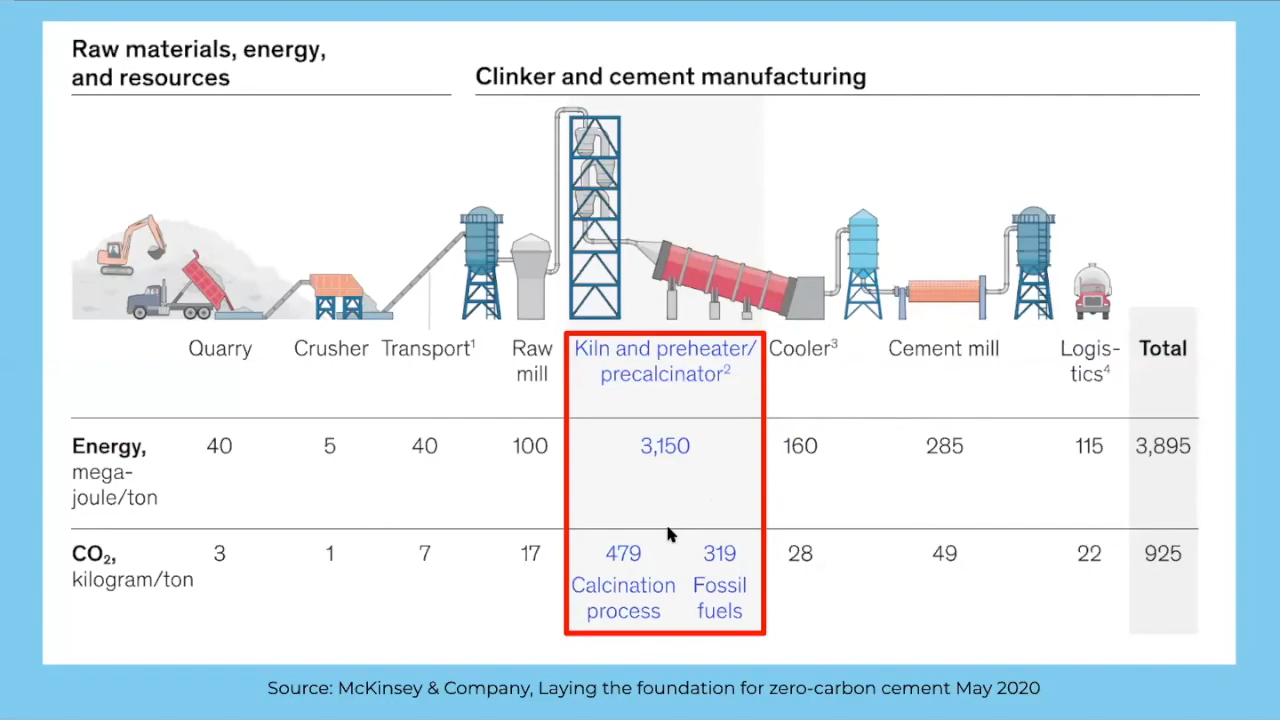 Raw materials, energy,
and resources
Clinker and cement manufacturing
Quarry
Crusher
Transport¹
Raw
mill
Kiln and preheater/
precalcinator²
Cooler³
Cement mill
Logis-
tics⁴
Total
Energy,
mega-
joule/ton
40
5
40
100
3,150
160
285
115
3,895
CO₂,
kilogram/ton
3
1
7
17
479
Calcination
process
319
Fossil
fuels
28
49
22
925
Source: McKinsey & Company, Laying the foundation for zero-carbon cement May 2020